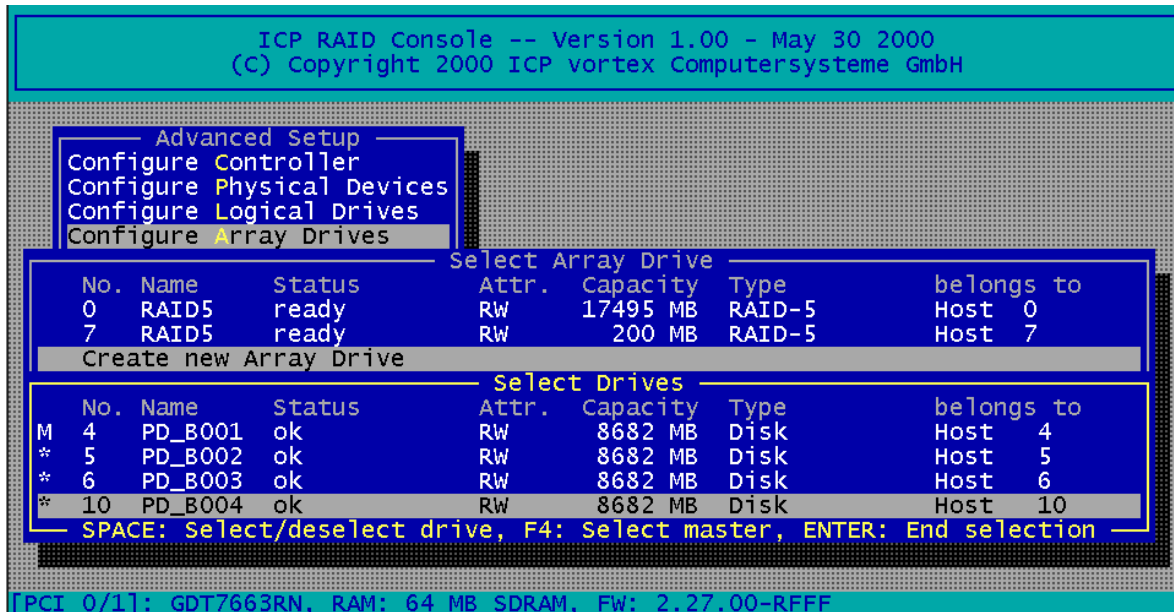 ICP RAID Console -- Version 1.00 - May 30 2000
(C) Copyright 2000 ICP vortex Computersysteme GmbH
Advanced Setup
Configure Controller
Configure Physical Devices
Configure Logical Drives
Configure Array Drives
Select Array Drive
No. Name Status Attr. Capacity Type belongs to
0 RAID5 ready RW 17495 MB RAID-5 Host 0
7 RAID5 ready RW 200 MB RAID-5 Host 7
Create new Array Drive
Select Drives
No. Name Status Attr. Capacity Type belongs to
M 4 PD_B001 ok RW 8682 MB Disk Host 4
* 5 PD_B002 ok RW 8682 MB Disk Host 5
* 6 PD_B003 ok RW 8682 MB Disk Host 6
* 10 PD_B004 ok RW 8682 MB Disk Host 10
SPACE: Select/deselect drive, F4: Select master, ENTER: End selection
[PCI 0/1]: GDT7663RN, RAM: 64 MB SDRAM, FW: 2.27.00-RFFF